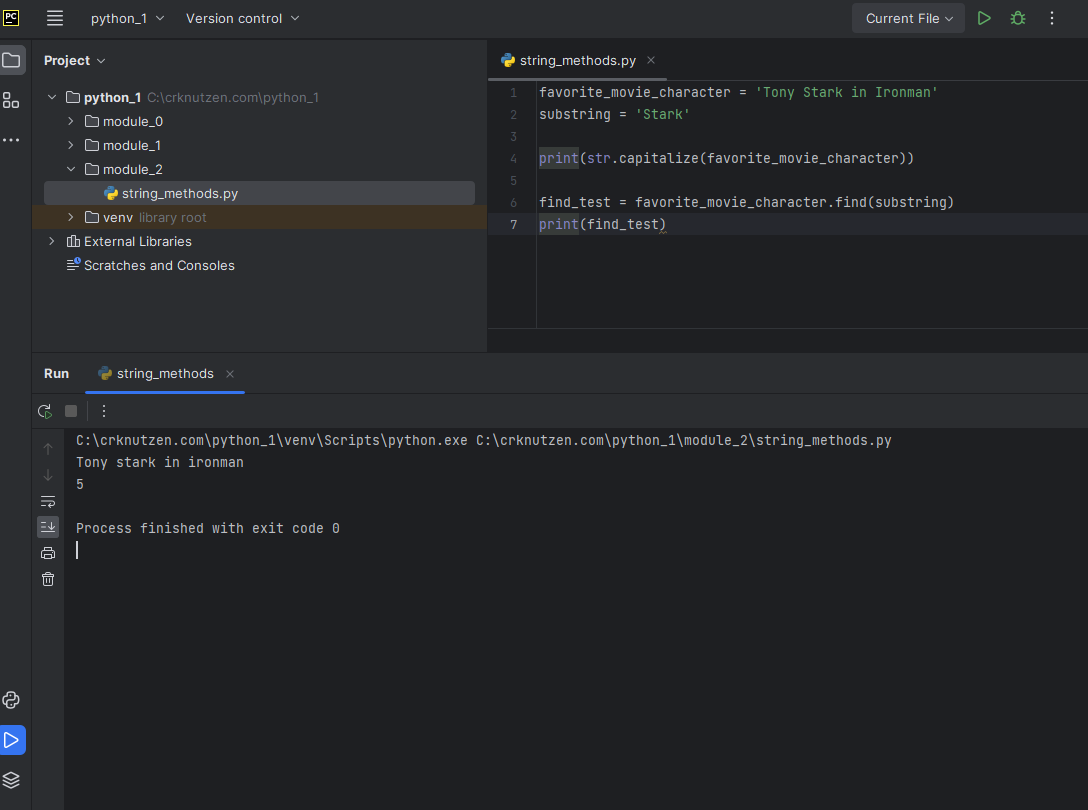 PC python_1 Version control Current File
Project
python_1 C:\crknutzen.com\python_1
module_0
module_1
module_2
string_methods.py
venv library root
External Libraries
Scratches and Consoles
string_methods.py
1 favorite_movie_character = 'Tony Stark in Ironman'
2 substring = 'Stark'
3
4 print(str.capitalize(favorite_movie_character))
5
6 find_test = favorite_movie_character.find(substring)
7 print(find_test)
Run string_methods
C:\crknutzen.com\python_1\venv\Scripts\python.exe C:\crknutzen.com\python_1\module_2\string_methods.py
Tony stark in ironman
5
Process finished with exit code 0